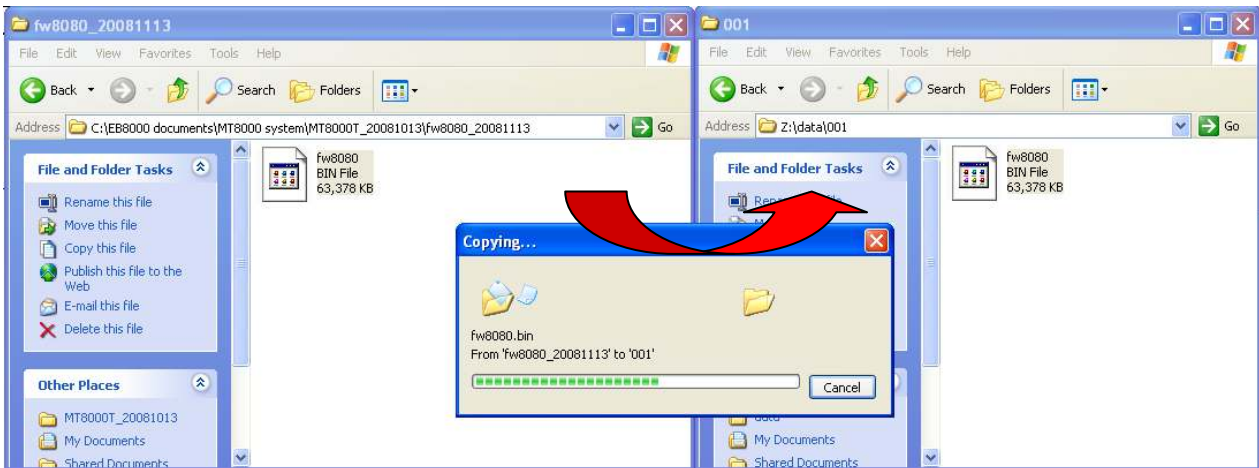 fw8080_20081113
File Edit View Favorites Tools Help
Back Search Folders
Address C:\EB8000 documents\MT8000 system\MT8000T_20081013\fw8080_20081113 Go
File and Folder Tasks
Rename this file
Move this file
Copy this file
Publish this file to the
Web
E-mail this file
Delete this file
Other Places
MT8000T_20081013
My Documents
Shared Documents
fw8080
BIN File
63,378 KB
Copying...
fw8080.bin
From 'fw8080_20081113' to '001'
Cancel
001
File Edit View Favorites Tools Help
Back Search Folders
Address Z:\data\001 Go
File and Folder Tasks
data
My Documents
Shared Documents
fw8080
BIN File
63,378 KB